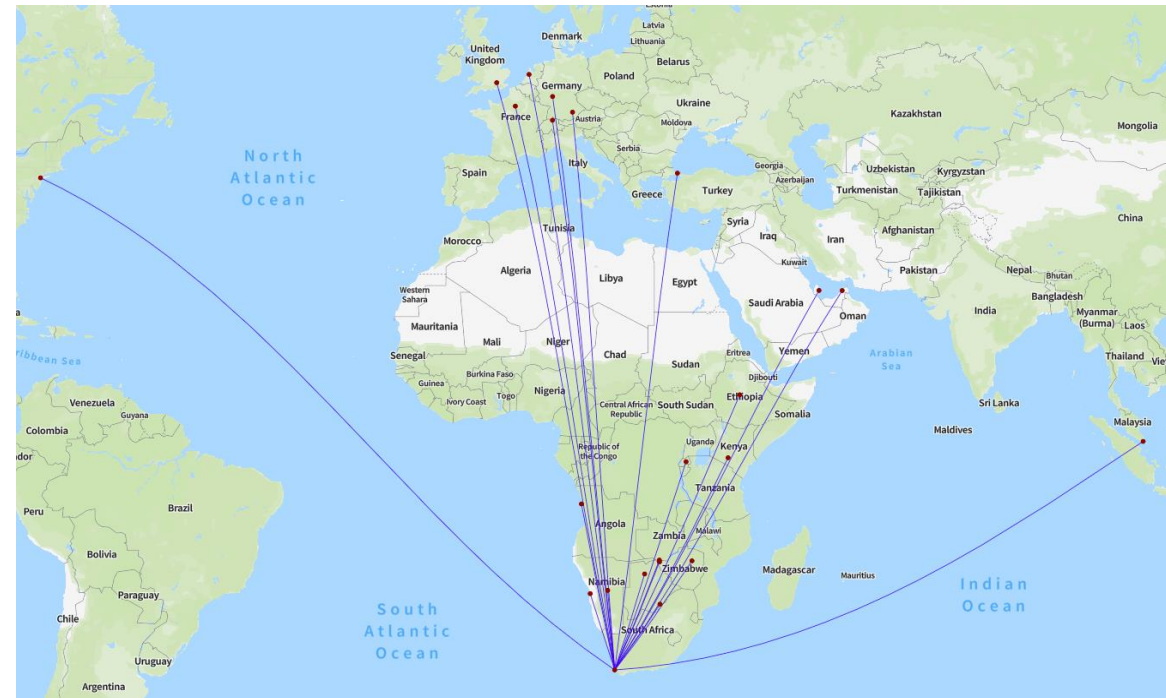 Estonia
Latvia
Denmark
Lithuania
United
Kingdom
Belarus
Poland
Germany
Kazakhstan
Ukraine
France
Austria
Moldova
Mongolia
Serbia
North
Atlantic
Ocean
Italy
Georgia
Uzbekistan
Kyrgyzstan
Spain
Azerbaijan
Greece
Turkey
Turkmenistan
Tajikistan
China
Syria
Tunisia
Afghanistan
Morocco
Iraq
Iran
Kuwait
Algeria
Libya
Egypt
Pakistan
Nepal
Bhutan
Western
Sahara
Saudi Arabia
Bangladesh
Oman
India
Myanmar
(Burma)
Laos
Mauritania
Mali
Niger
Chad
Yemen
Arabian
Sea
Thailand
Senegal
Sudan
Eritrea
ribbean Sea
Burkina Faso
Djibouti
Guinea
Nigeria
Togo
Ivory Coast
Ethiopia
Central African
Republic
South Sudan
Somalia
Sri Lanka
Venezuela
Guyana
Malaysia
Maldives
Colombia
Uganda
Kenya
Republic of
the Congo
ador
Tanzania
Brazil
Peru
Angola
Malawi
Zambia
Bolivia
Zimbabwe
Madagascar
Mauritius
Namibia
Indian
Ocean
Paraguay
South
Atlantic
Ocean
Chile
South Africa
Uruguay
Argentina